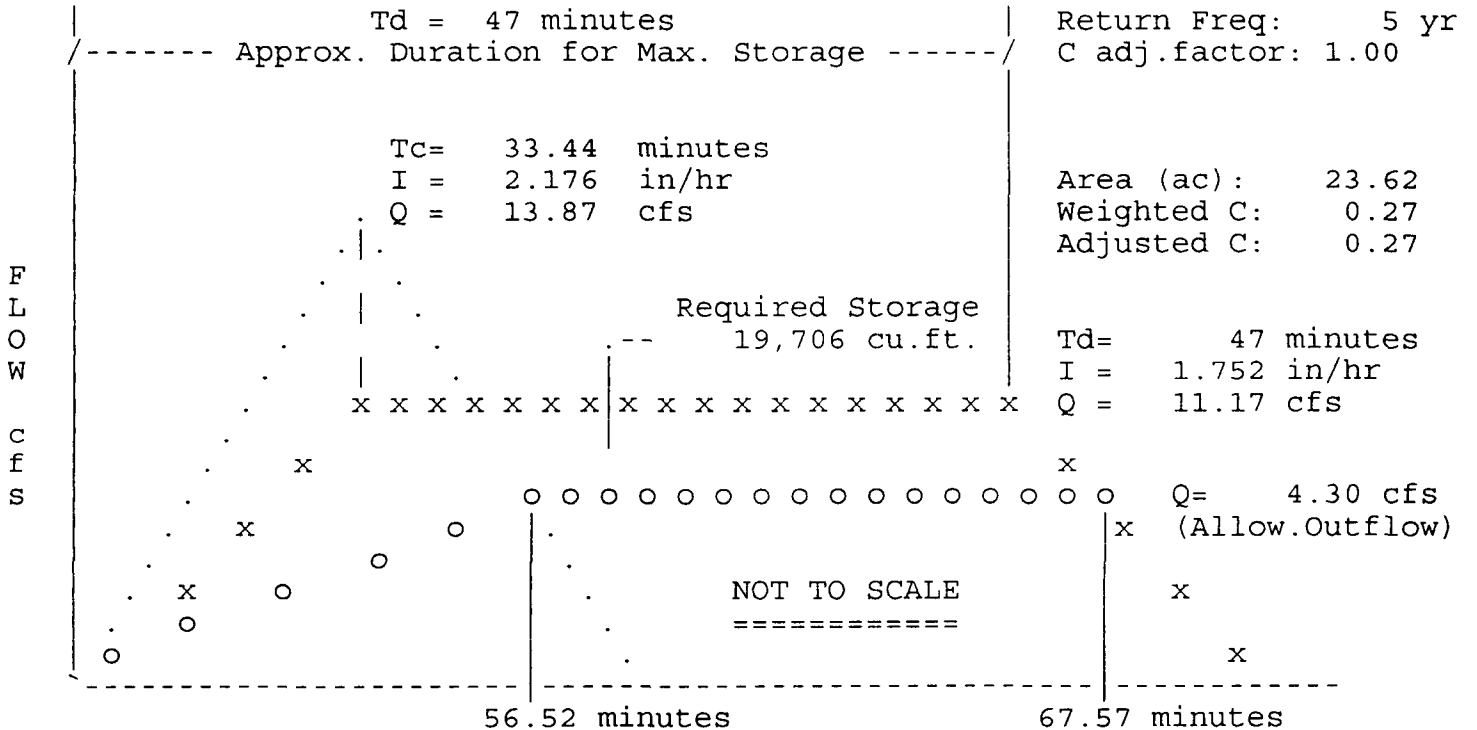 Td = 47 minutes
Return Freq: 5 yr
/------- Approx. Duration for Max. Storage ------/
C adj.factor: 1.00
Tc= 33.44 minutes
I = 2.176 in/hr
Q = 13.87 cfs
Area (ac): 23.62
Weighted C: 0.27
Adjusted C: 0.27
FLOW cfs
Required Storage
19,706 cu.ft.
Td= 47 minutes
I = 1.752 in/hr
x x x x x x x x x x x x x x x x x x Q = 11.17 cfs
x x
o o o o o o o o o o o o o o o o Q= 4.30 cfs
x o x (Allow.Outflow)
o
x o NOT TO SCALE x
o ============
o x
56.52 minutes 67.57 minutes